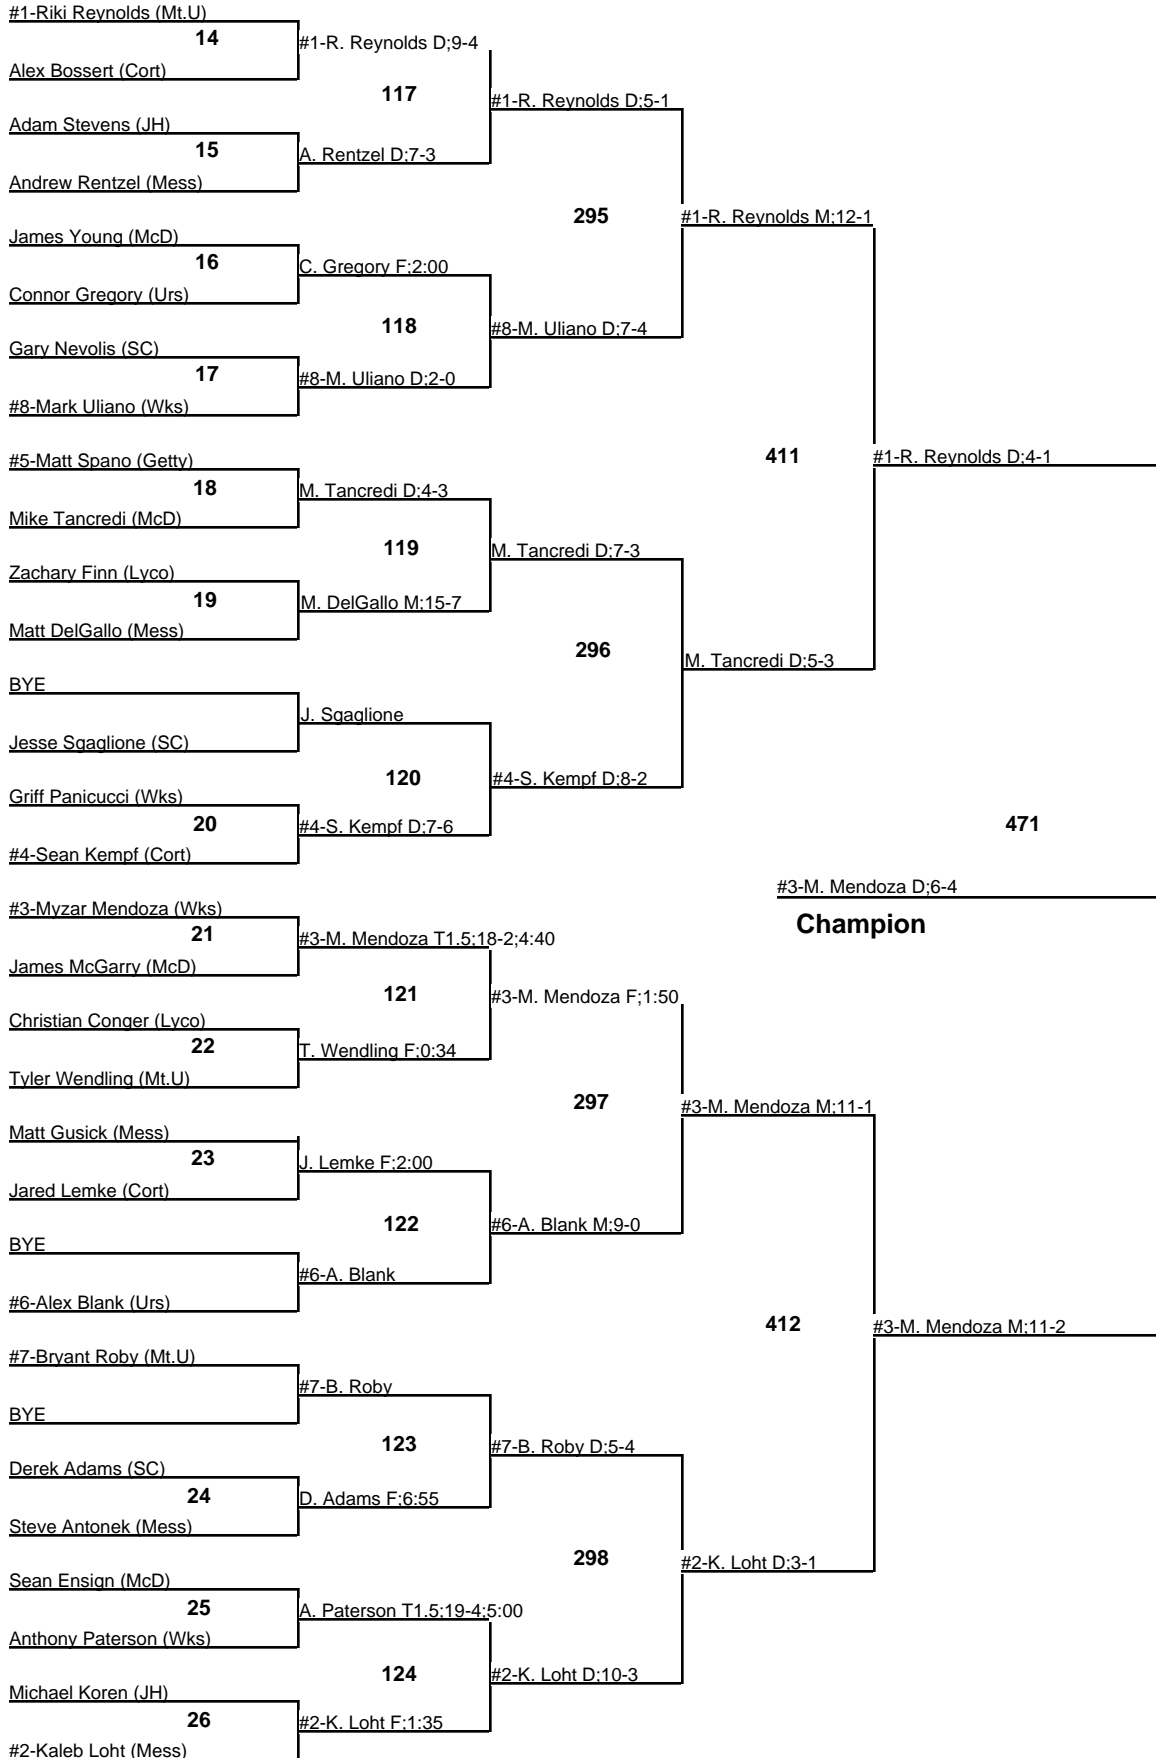 #1-Riki Reynolds (Mt.U)
14
#1-R. Reynolds D;9-4
Alex Bossert (Cort)
117
#1-R. Reynolds D;5-1
Adam Stevens (JH)
15
A. Rentzel D;7-3
Andrew Rentzel (Mess)
295
#1-R. Reynolds M;12-1
James Young (McD)
16
C. Gregory F;2:00
Connor Gregory (Urs)
118
#8-M. Uliano D;7-4
Gary Nevolis (SC)
17
#8-M. Uliano D;2-0
#8-Mark Uliano (Wks)
411
#1-R. Reynolds D;4-1
#5-Matt Spano (Getty)
18
M. Tancredi D;4-3
Mike Tancredi (McD)
119
M. Tancredi D;7-3
Zachary Finn (Lyco)
19
M. DelGallo M;15-7
Matt DelGallo (Mess)
296
M. Tancredi D;5-3
BYE
J. Sgaglione
Jesse Sgaglione (SC)
120
#4-S. Kempf D;8-2
Griff Panicucci (Wks)
20
#4-S. Kempf D;7-6
#4-Sean Kempf (Cort)
471
#3-M. Mendoza D;6-4
Champion
#3-Myzar Mendoza (Wks)
21
#3-M. Mendoza T1.5;18-2;4:40
James McGarry (McD)
121
#3-M. Mendoza F;1:50
Christian Conger (Lyco)
22
T. Wendling F;0:34
Tyler Wendling (Mt.U)
297
#3-M. Mendoza M;11-1
Matt Gusick (Mess)
23
J. Lemke F;2:00
Jared Lemke (Cort)
122
#6-A. Blank M;9-0
BYE
#6-A. Blank
#6-Alex Blank (Urs)
412
#3-M. Mendoza M;11-2
#7-Bryant Roby (Mt.U)
#7-B. Roby
BYE
123
#7-B. Roby D;5-4
Derek Adams (SC)
24
D. Adams F;6:55
Steve Antonek (Mess)
298
#2-K. Loht D;3-1
Sean Ensign (McD)
25
A. Paterson T1.5;19-4;5:00
Anthony Paterson (Wks)
124
#2-K. Loht D;10-3
Michael Koren (JH)
26
#2-K. Loht F;1:35
#2-Kaleb Loht (Mess)